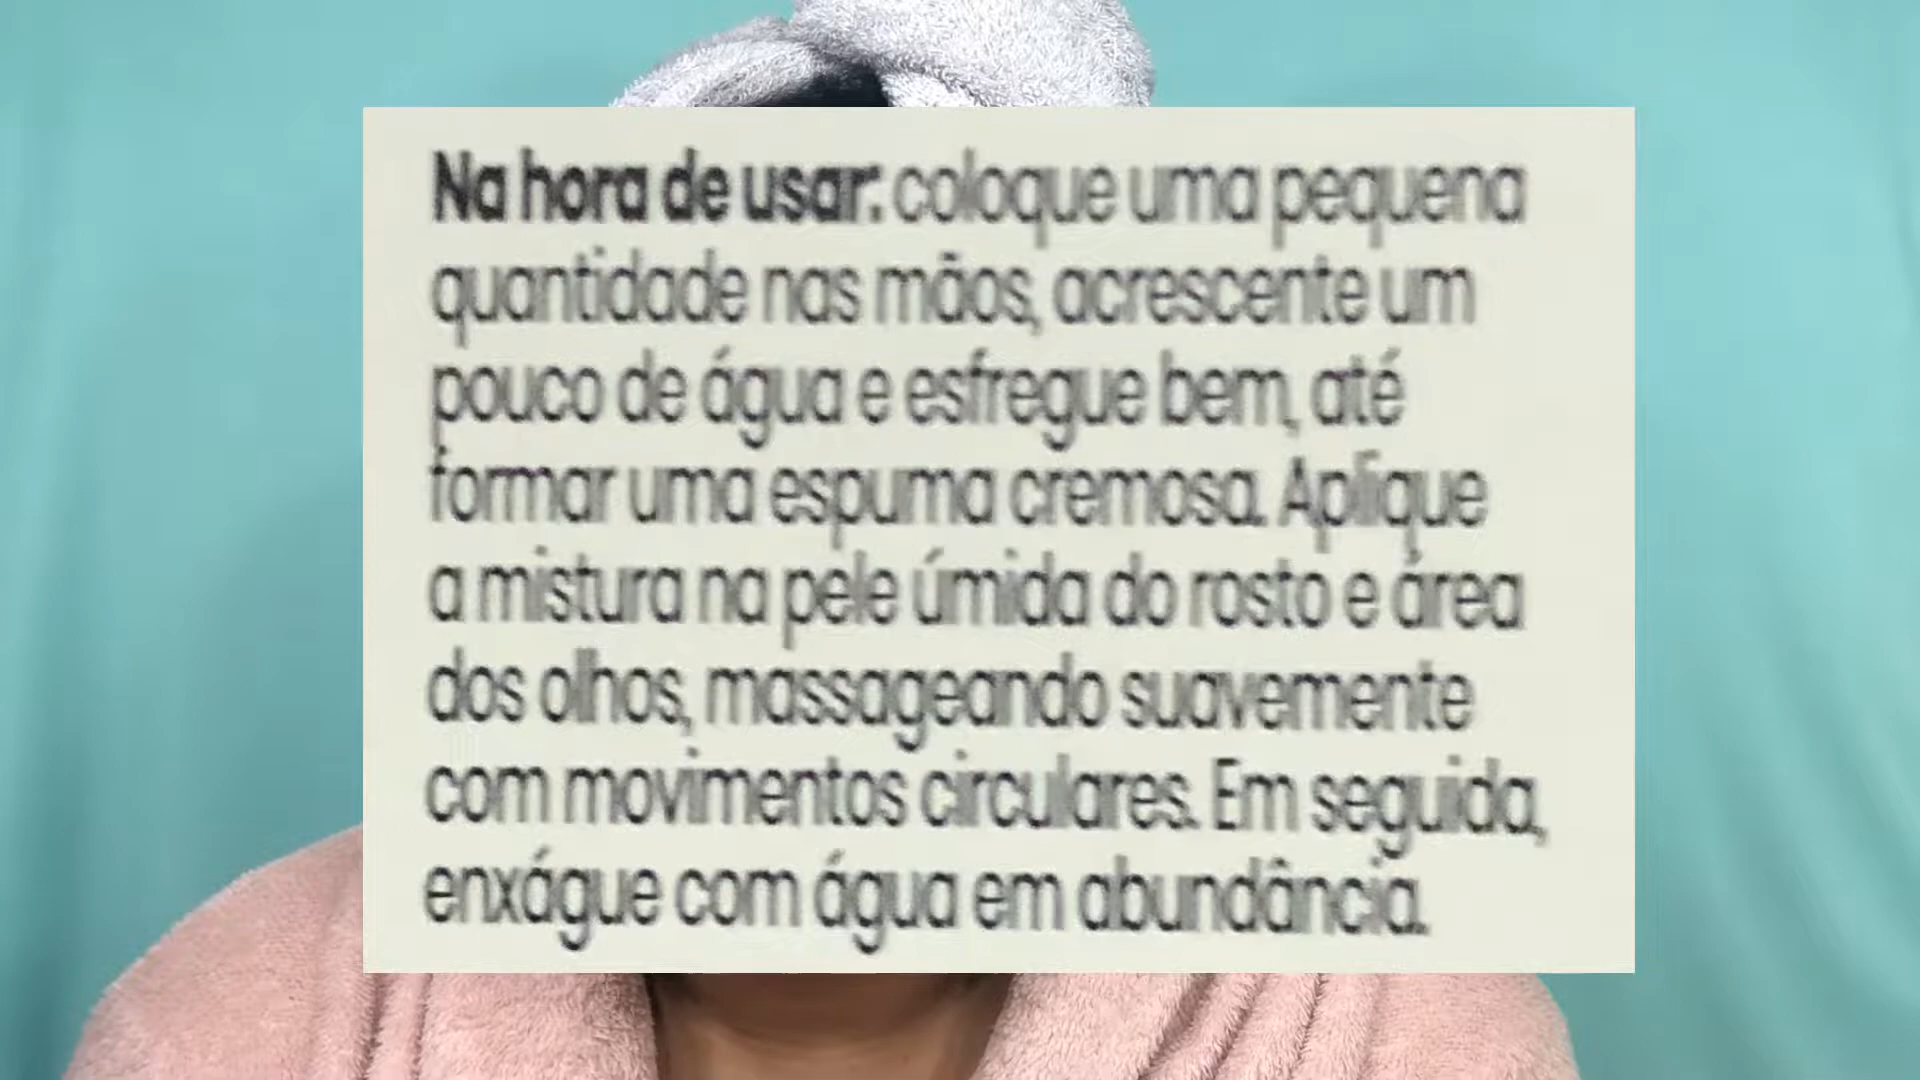 Na hora de usar: coloque uma pequena
quantidade nas mãos, acrescente um
pouco de água e esfregue bem, até
formar uma espuma cremosa. Aplique
a mistura na pele úmida do rosto e área
dos olhos, massageando suavemente
com movimentos circulares. Em seguida,
enxágue com água em abundância.